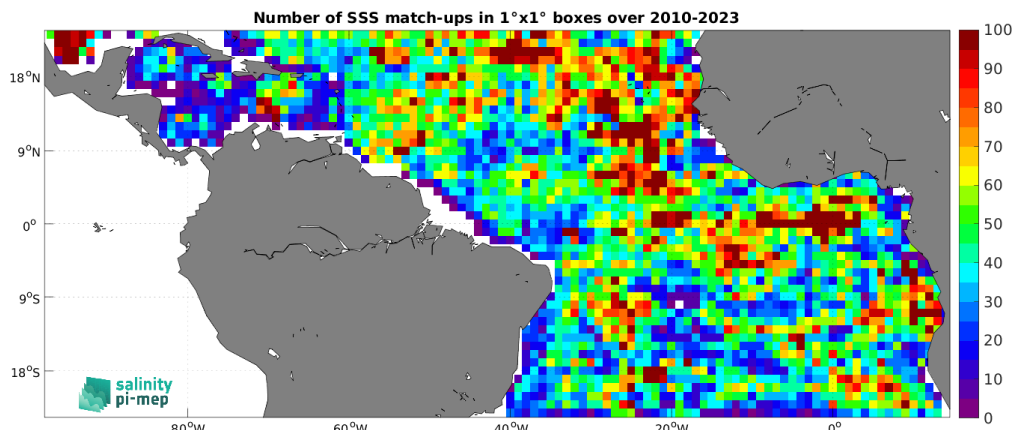 Number of SSS match-ups in 1°x1° boxes over 2010-2023
100
90
80
70
60
50
40
30
20
10
0
18°N
9°N
0°
9°S
18°S
80°W
60°W
40°W
20°W
0°
salinity
pi-mep